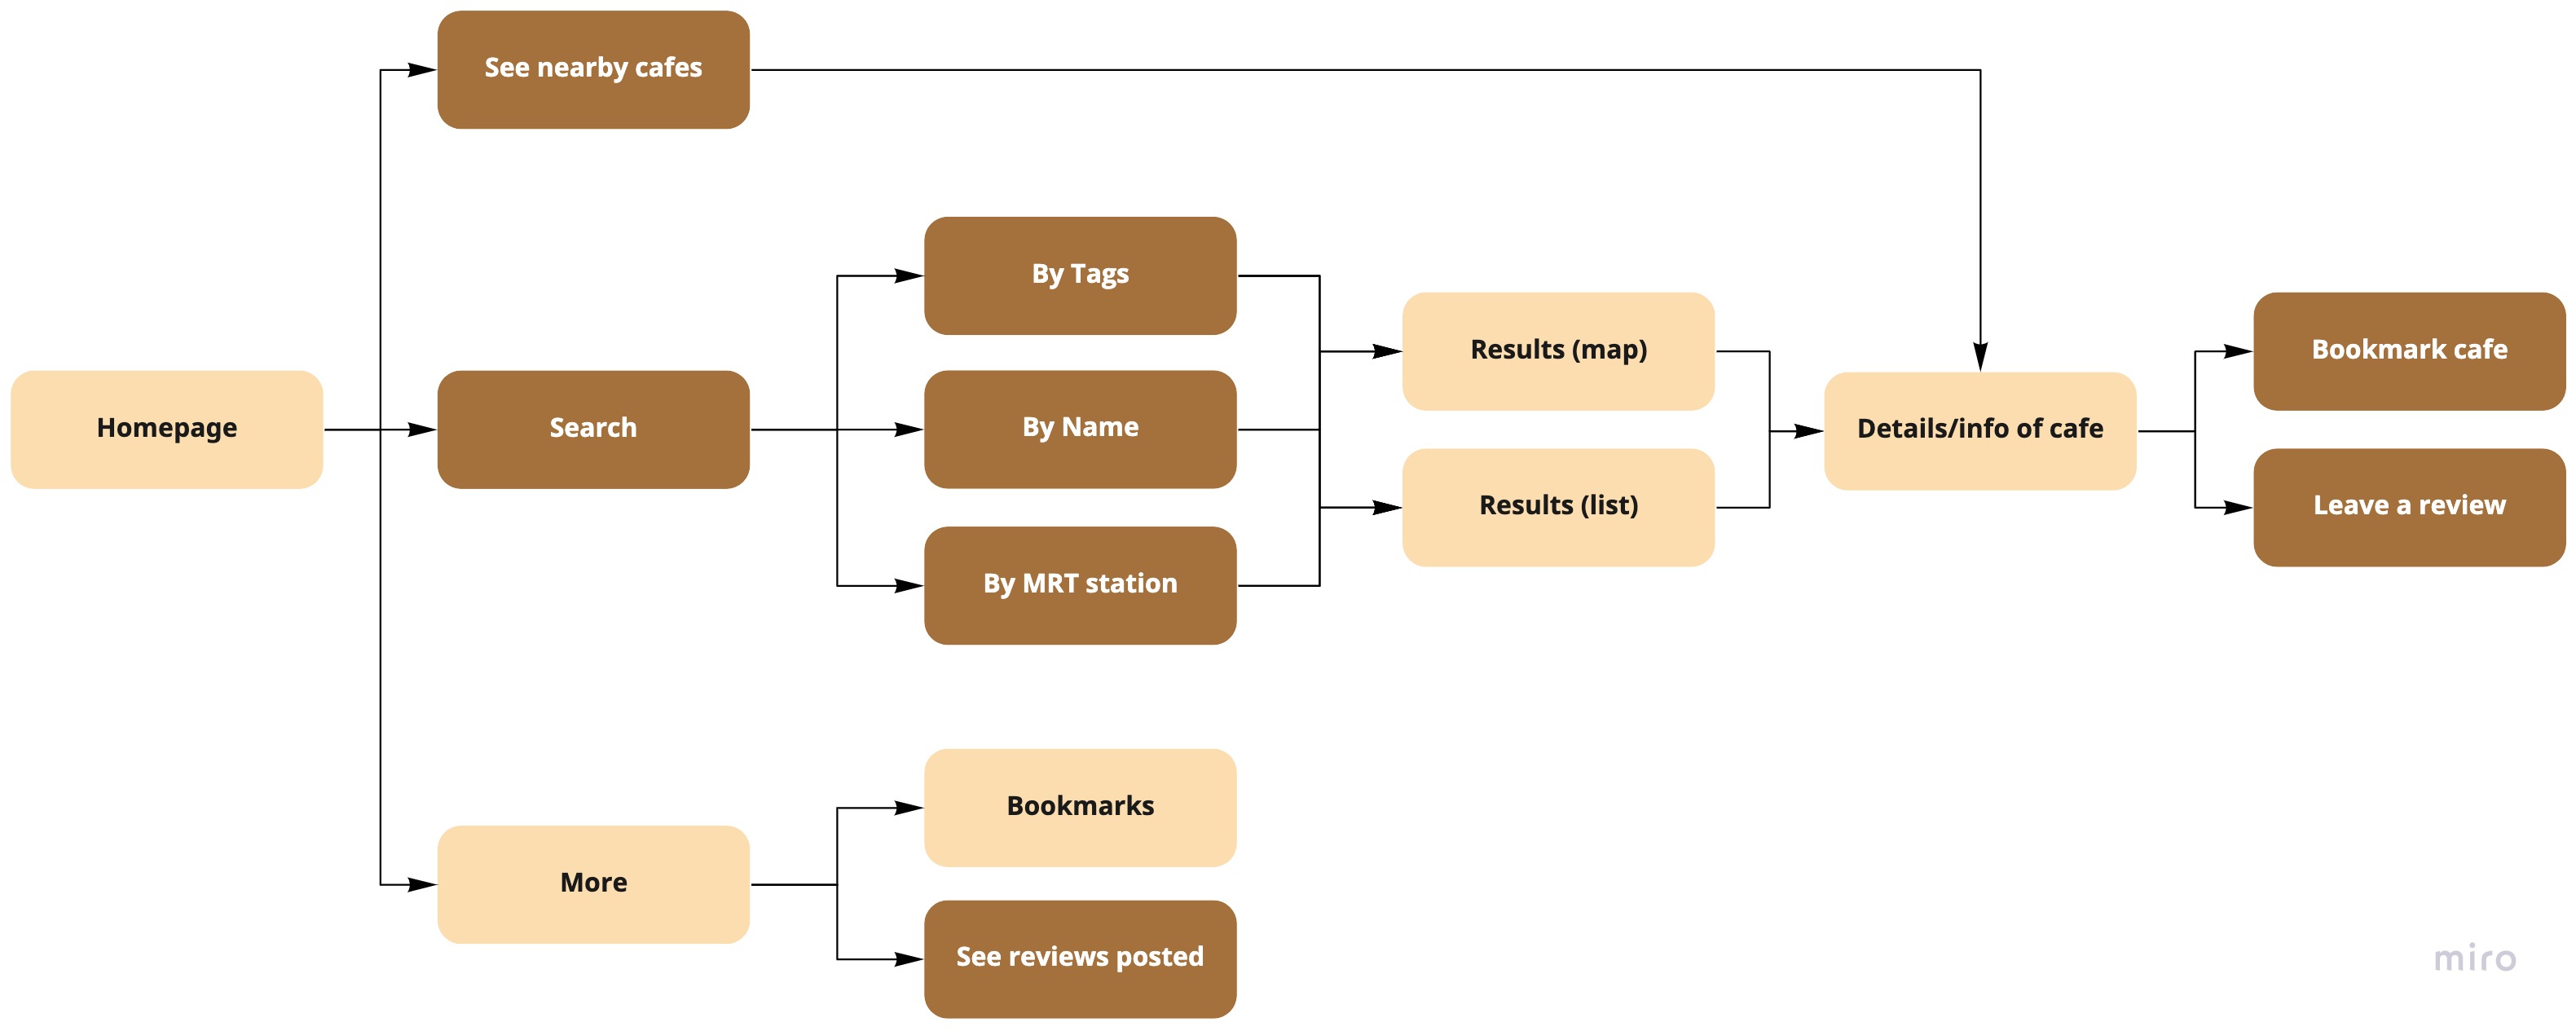 See nearby cafes
By Tags
Results (map)
Bookmark cafe
Homepage
Search
By Name
Details/info of cafe
Results (list)
Leave a review
By MRT station
Bookmarks
More
See reviews posted
miro